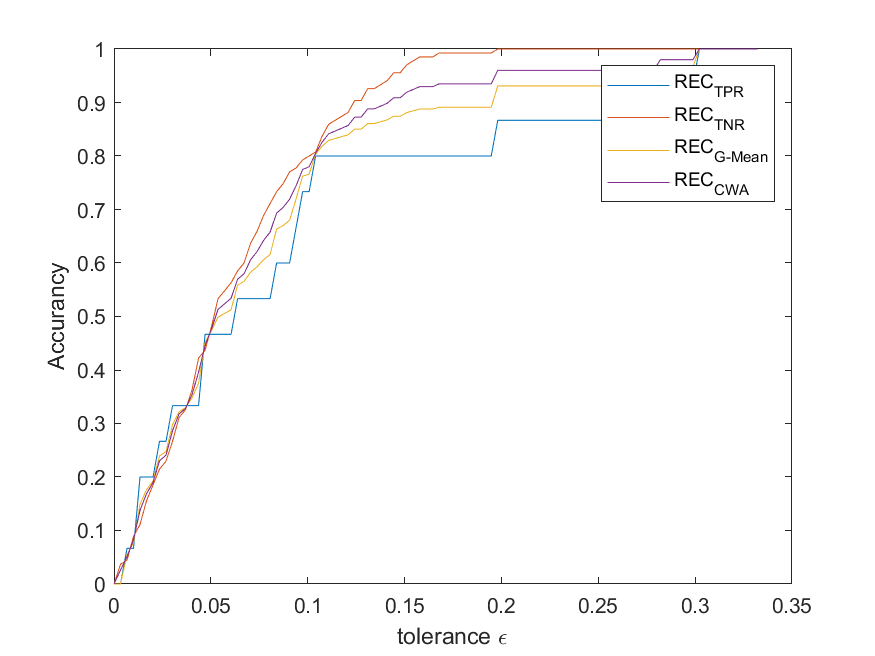 1
0.9
0.8
0.7
0.6
0.5
0.4
0.3
0.2
0.1
0
Accurancy
0 0.05 0.1 0.15 0.2 0.25 0.3 0.35
tolerance ϵ
REC_TPR
REC_TNR
REC_G-Mean
REC_CWA